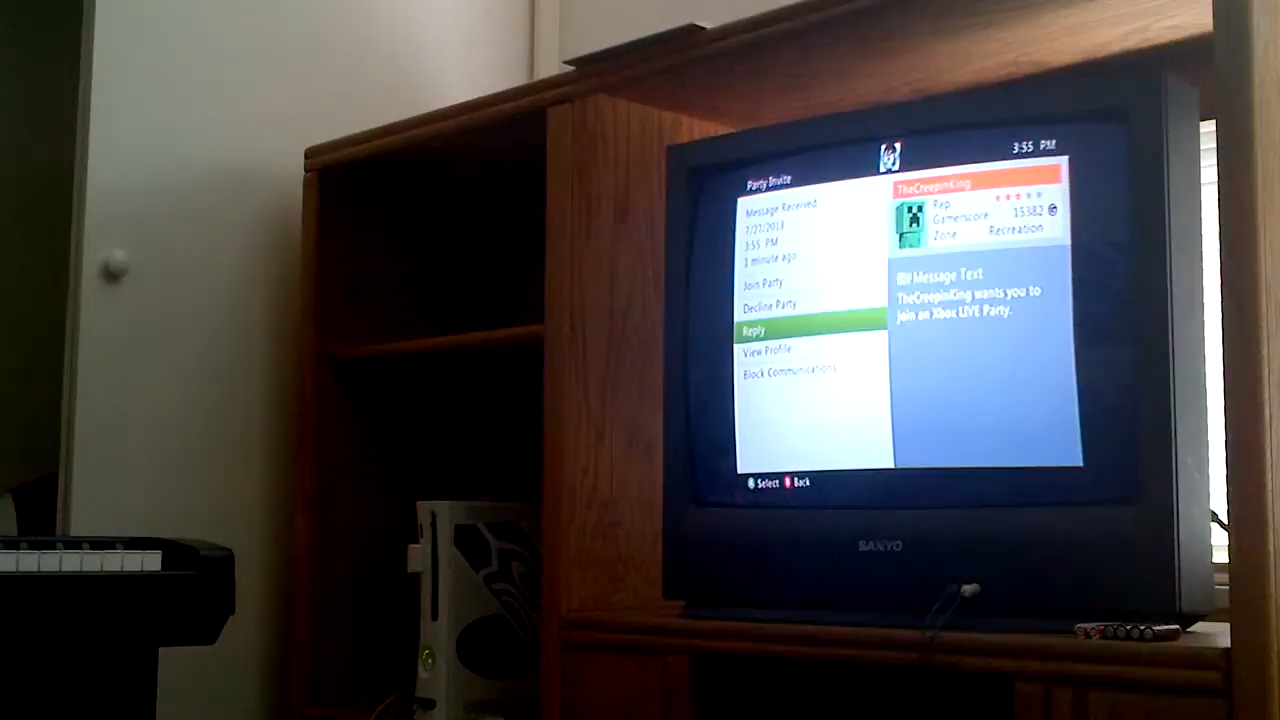 3:55 PM
Party Invite
Message Received
7/27/2013
3:55 PM
1 minute ago
Join Party
Decline Party
Reply
View Profile
Block Communications
TheCreepinKing
Rep
Gamerscore 15382 G
Zone Recreation
Message Text
TheCreepinKing wants you to
join an Xbox LIVE Party.
A Select B Back
SANYO